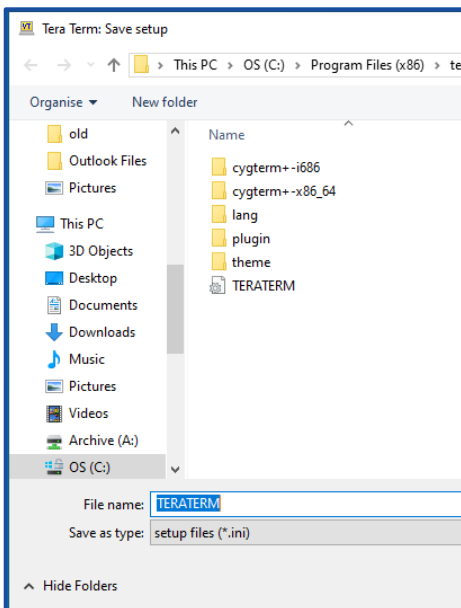 VT Tera Term: Save setup
This PC > OS (C:) > Program Files (x86) > te
Organise New folder
Name
old
Outlook Files
Pictures
This PC
3D Objects
Desktop
Documents
Downloads
Music
Pictures
Videos
Archive (A:)
OS (C:)
cygterm+-i686
cygterm+-x86_64
lang
plugin
theme
TERATERM
File name: TERATERM
Save as type: setup files (*.ini)
Hide Folders